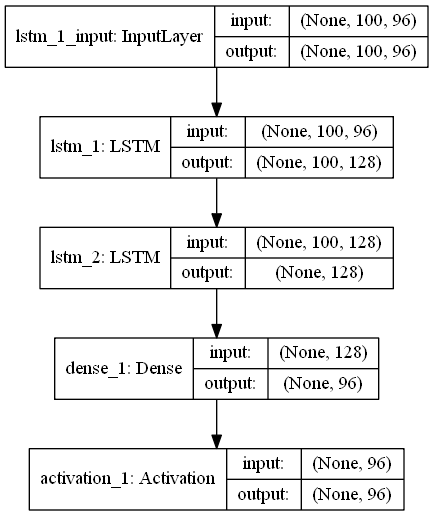 lstm_1_input: InputLayer
input: (None, 100, 96)
output: (None, 100, 96)
lstm_1: LSTM
input: (None, 100, 96)
output: (None, 100, 128)
lstm_2: LSTM
input: (None, 100, 128)
output: (None, 128)
dense_1: Dense
input: (None, 128)
output: (None, 96)
activation_1: Activation
input: (None, 96)
output: (None, 96)